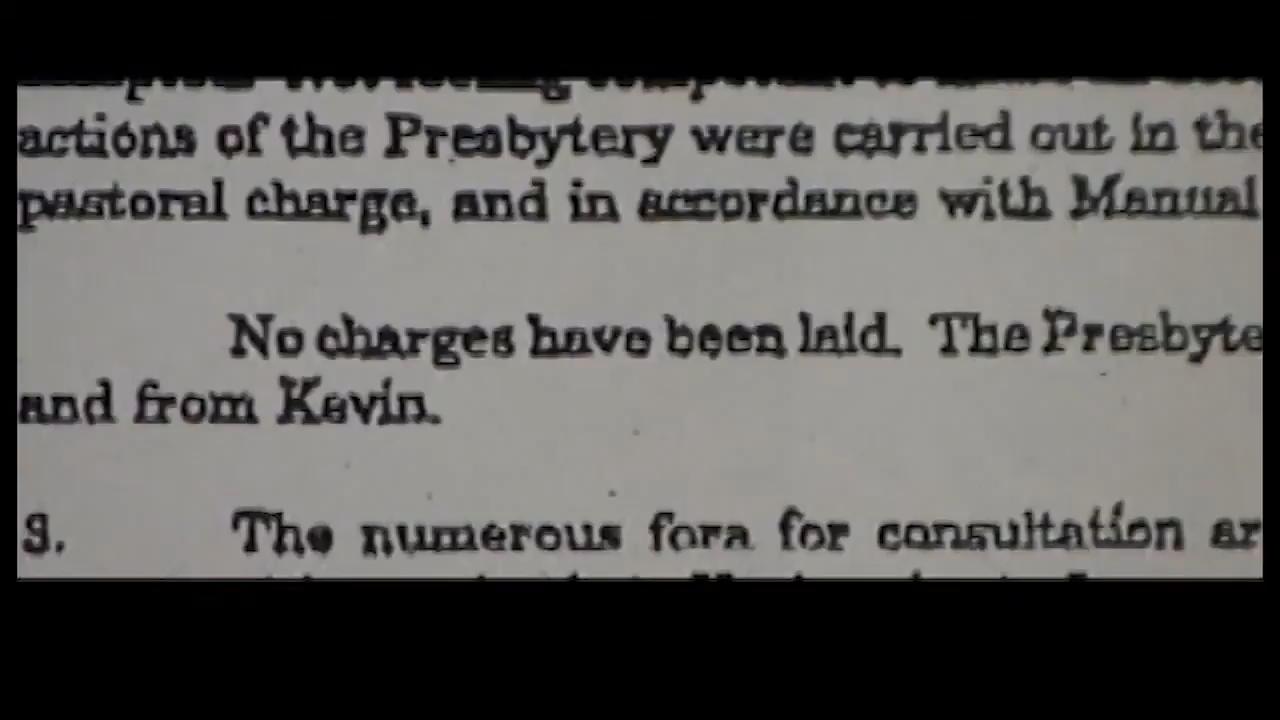 actions of the Presbytery were carried out in the
pastoral charge, and in accordance with Manual
No charges have been laid. The Presbyte
and from Kevin.
3. The numerous fora for consultation ar